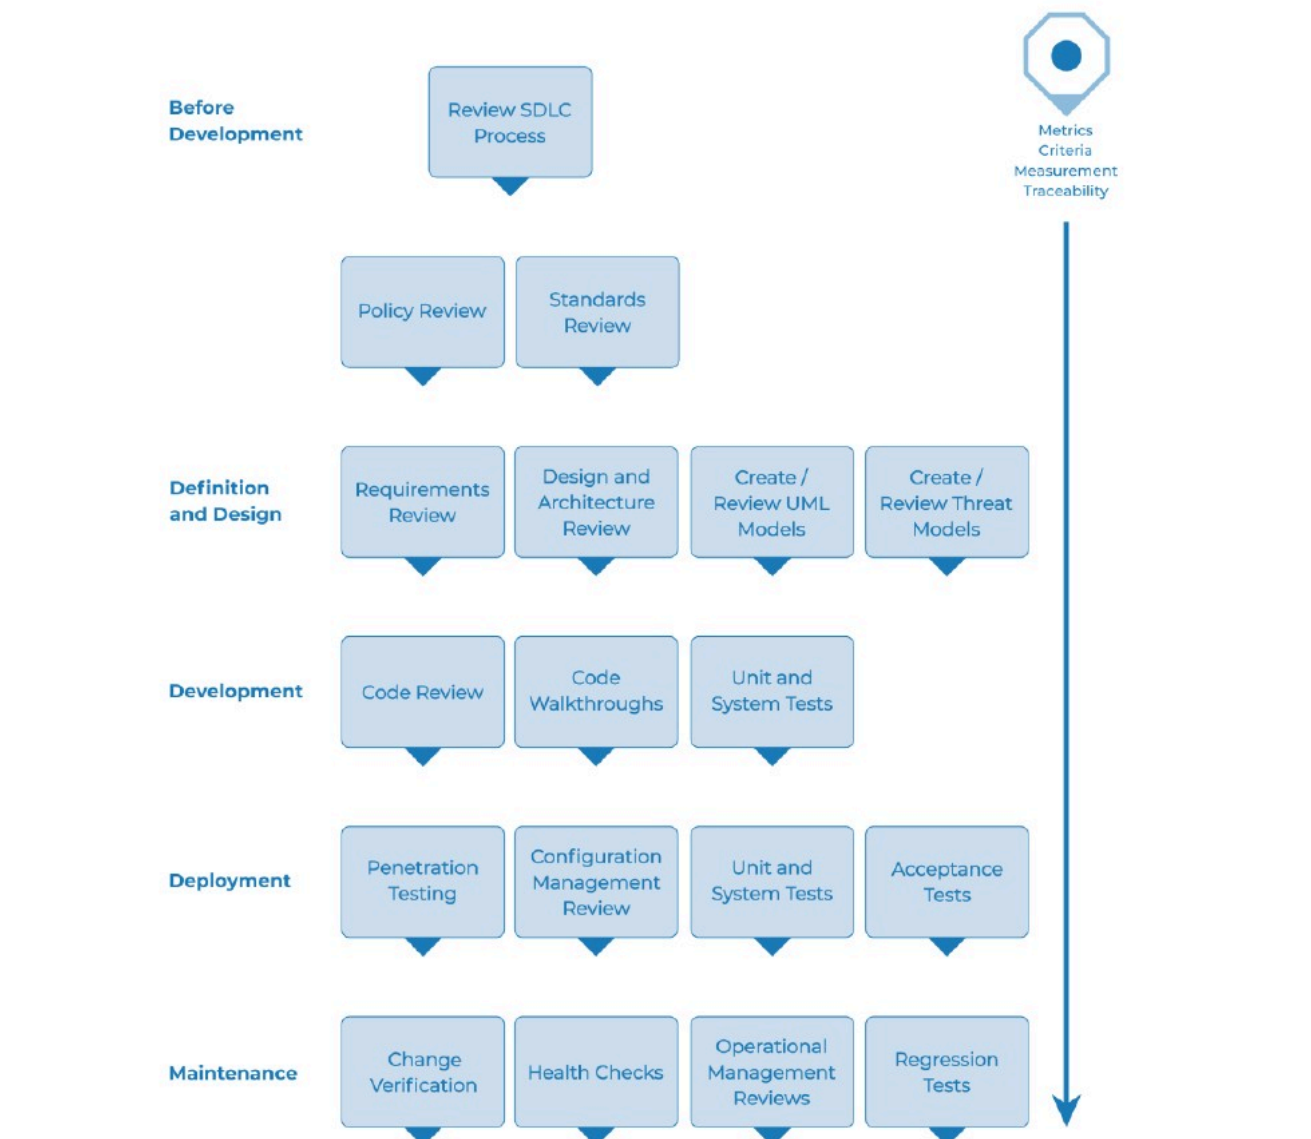 Before
Development
Review SDLC
Process
Metrics
Criteria
Measurement
Traceability
Policy Review
Standards
Review
Definition
and Design
Requirements
Review
Design and
Architecture
Review
Create /
Review UML
Models
Create /
Review Threat
Models
Development
Code Review
Code
Walkthroughs
Unit and
System Tests
Deployment
Penetration
Testing
Configuration
Management
Review
Unit and
System Tests
Acceptance
Tests
Maintenance
Change
Verification
Health Checks
Operational
Management
Reviews
Regression
Tests